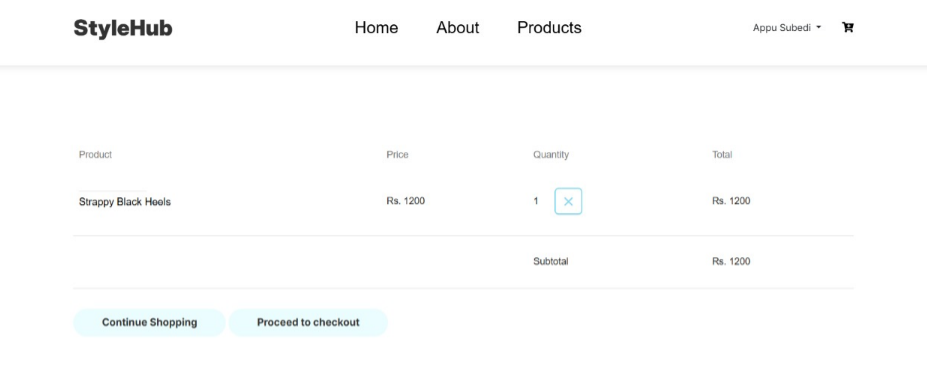 StyleHub Home About Products Appu Subedi
Product Price Quantity Total
Strappy Black Heels Rs. 1200 1 Rs. 1200
Subtotal Rs. 1200
Continue Shopping Proceed to checkout